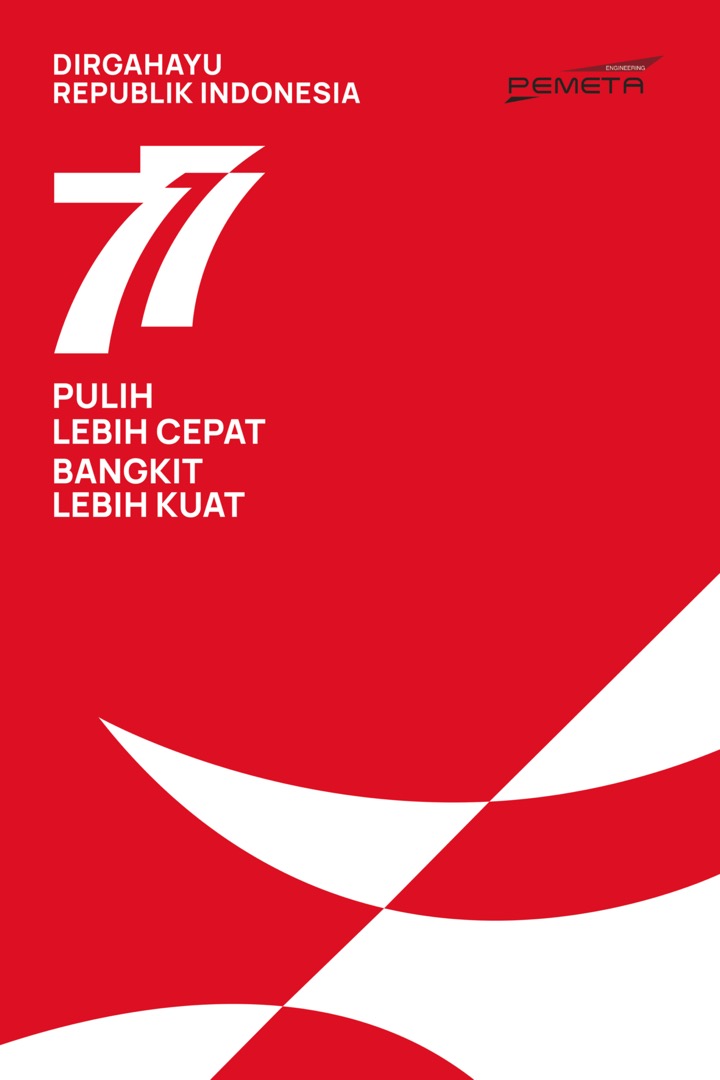 DIRGAHAYU
REPUBLIK INDONESIA
ENGINEERING
PEMETA
77
PULIH
LEBIH CEPAT
BANGKIT
LEBIH KUAT